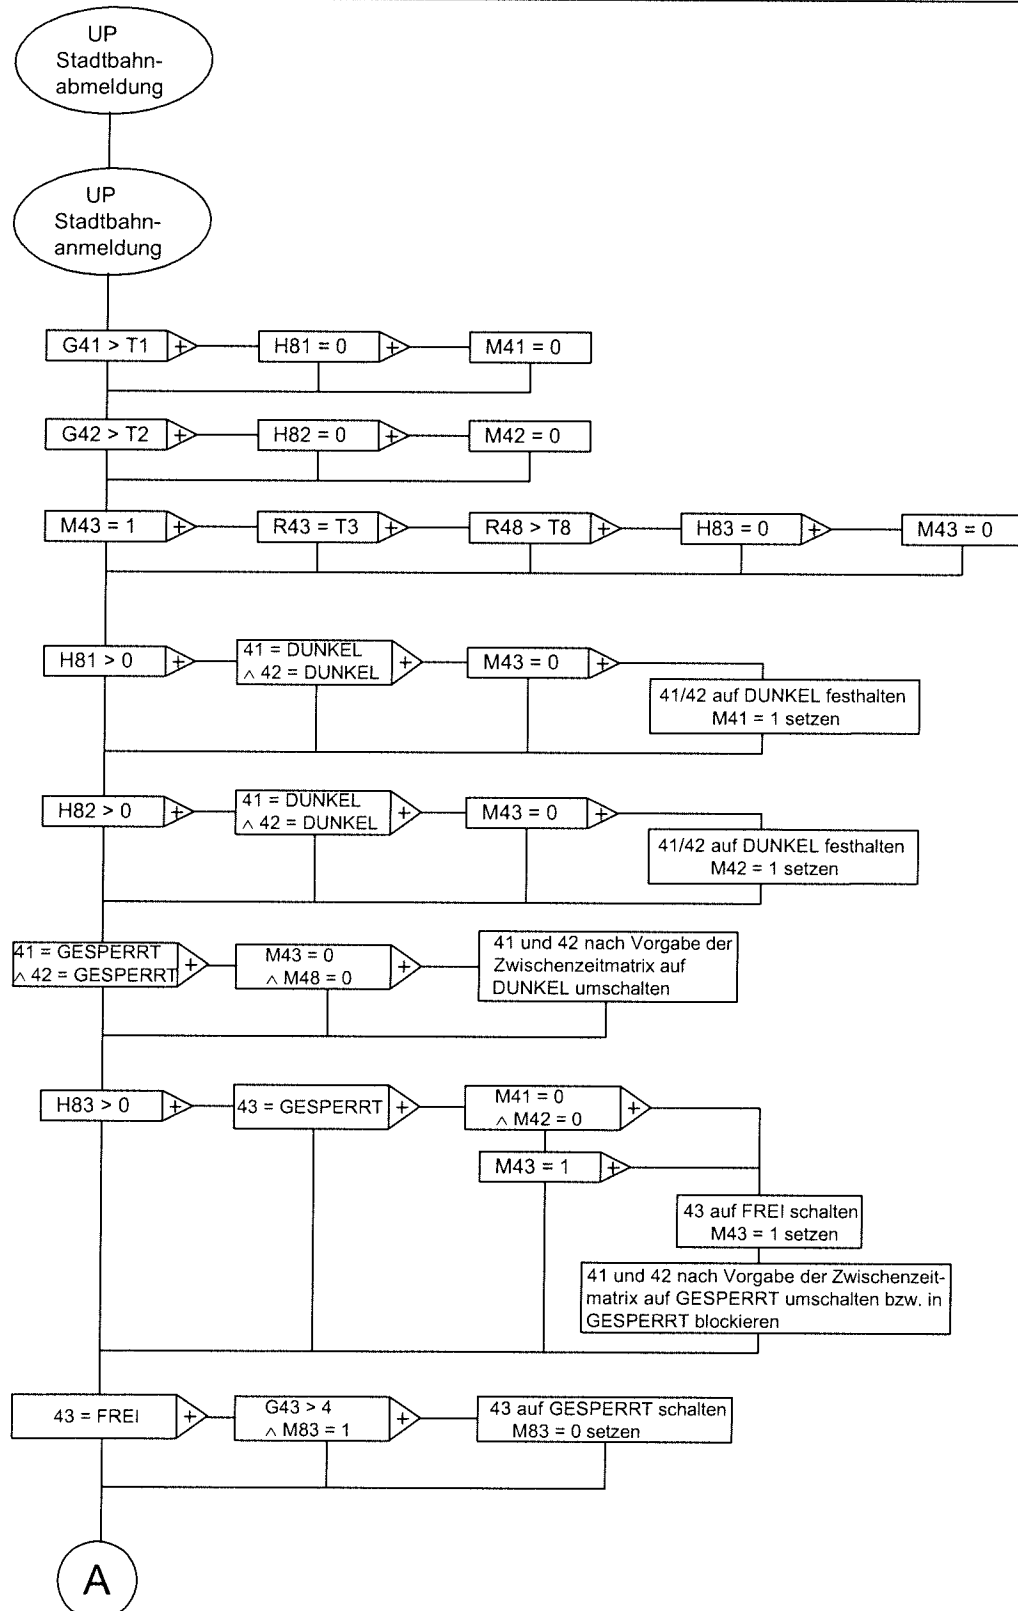 UP
Stadtbahn-
abmeldung
UP
Stadtbahn-
anmeldung
G41 > T1
+
H81 = 0
+
M41 = 0
G42 > T2
+
H82 = 0
+
M42 = 0
M43 = 1
+
R43 = T3
+
R48 > T8
+
H83 = 0
+
M43 = 0
H81 > 0
+
41 = DUNKEL
∧ 42 = DUNKEL
+
M43 = 0
+
41/42 auf DUNKEL festhalten
M41 = 1 setzen
H82 > 0
+
41 = DUNKEL
∧ 42 = DUNKEL
+
M43 = 0
+
41/42 auf DUNKEL festhalten
M42 = 1 setzen
41 = GESPERRT
∧ 42 = GESPERRT
+
M43 = 0
∧ M48 = 0
+
41 und 42 nach Vorgabe der
Zwischenzeitmatrix auf
DUNKEL umschalten
H83 > 0
+
43 = GESPERRT
+
M41 = 0
∧ M42 = 0
+
M43 = 1
+
43 auf FREI schalten
M43 = 1 setzen
41 und 42 nach Vorgabe der Zwischenzeit-
matrix auf GESPERRT umschalten bzw. in
GESPERRT blockieren
43 = FREI
+
G43 > 4
∧ M83 = 1
+
43 auf GESPERRT schalten
M83 = 0 setzen
A